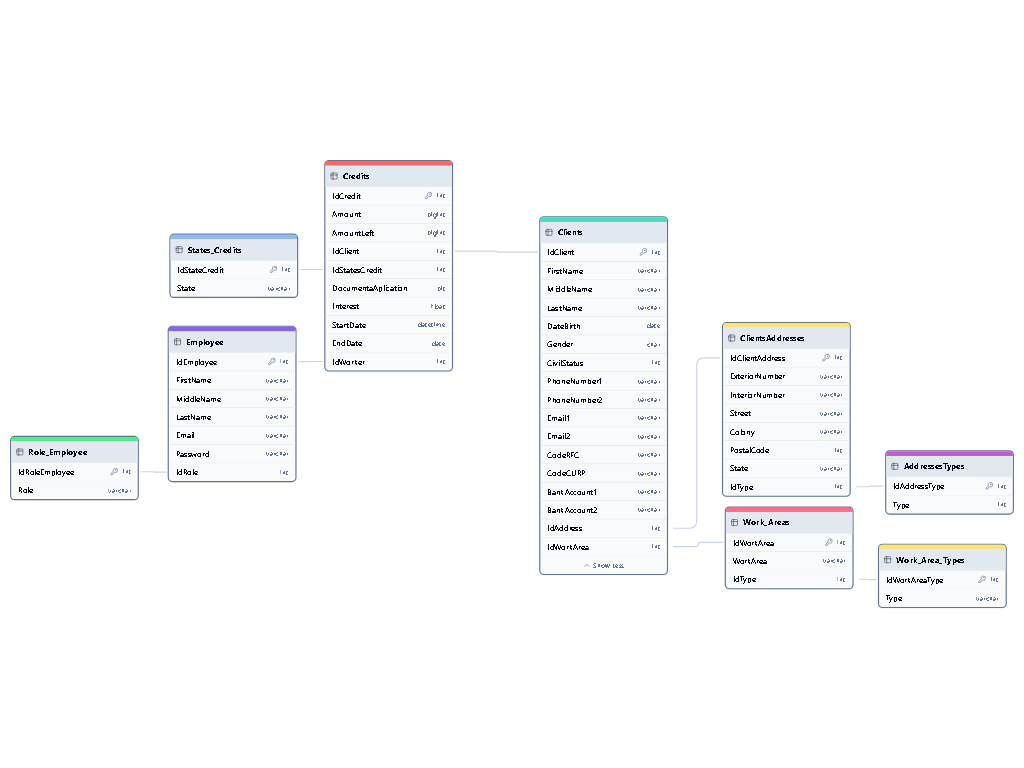 Credits
IdCredit int
Amount bigint
AmountLeft bigint
IdClient int
IdStatesCredit int
DocumentaAplication
Interest float
StartDate datetime
EndDate date
IdWorker int
States_Credits
IdStateCredit int
State varchar
Employee
IdEmployee int
FirstName varchar
MiddleName varchar
LastName varchar
Email varchar
Password varchar
IdRole int
Role_Employee
IdRoleEmployee int
Role varchar
Clients
IdClient int
FirstName varchar
MiddleName varchar
LastName varchar
DateBirth date
Gender char
CivilStatus int
PhoneNumber1 varchar
PhoneNumber2 varchar
Email1 varchar
Email2 varchar
CodeRFC varchar
CodeCURP varchar
BankAccount1 varchar
BankAccount2 varchar
IdAddress int
IdWorkArea int
Show Less
ClientsAddresses
IdClientAddress int
ExteriorNumber varchar
InteriorNumber varchar
Street varchar
Colony varchar
PostalCode varchar
State varchar
IdType int
AddressesTypes
IdAddressType int
Type varchar
Work_Areas
IdWorkArea int
WorkArea varchar
IdType int
Work_Area_Types
IdWorkAreaType int
Type varchar